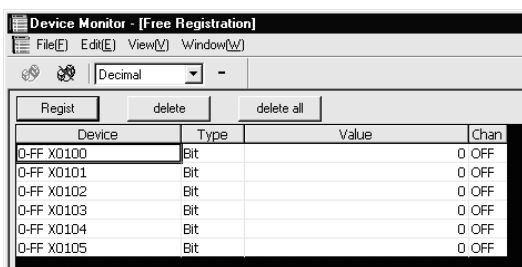 Device Monitor - [Free Registration]
File(F) Edit(E) View(V) Window(W)
Decimal
Regist delete delete all
Device Type Value Chan
0-FF X0100 Bit 0 OFF
0-FF X0101 Bit 0 OFF
0-FF X0102 Bit 0 OFF
0-FF X0103 Bit 0 OFF
0-FF X0104 Bit 0 OFF
0-FF X0105 Bit 0 OFF